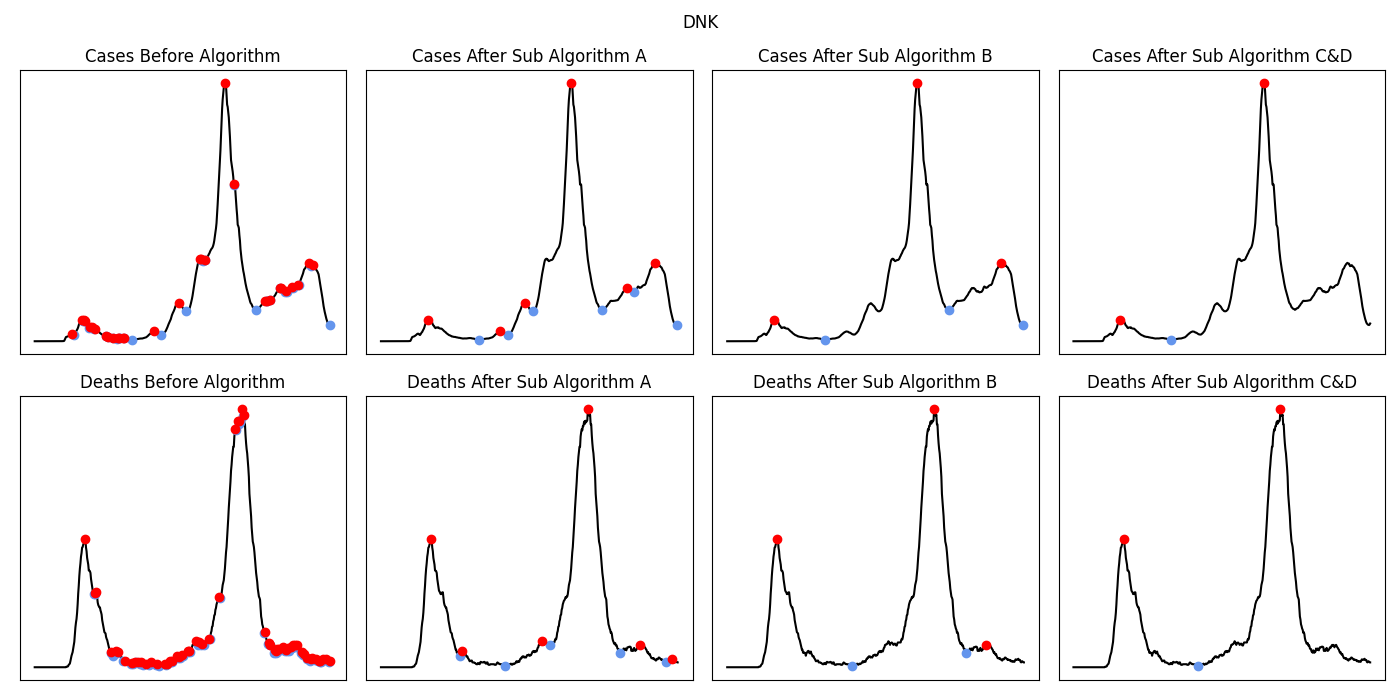 DNK
Cases Before Algorithm
Cases After Sub Algorithm A
Cases After Sub Algorithm B
Cases After Sub Algorithm C&D
Deaths Before Algorithm
Deaths After Sub Algorithm A
Deaths After Sub Algorithm B
Deaths After Sub Algorithm C&D